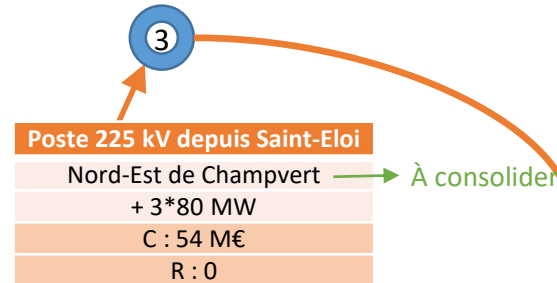 3
Poste 225 kV depuis Saint-Eloi
Nord-Est de Champvert
À consolider
+ 3*80 MW
C : 54 M€
R : 0